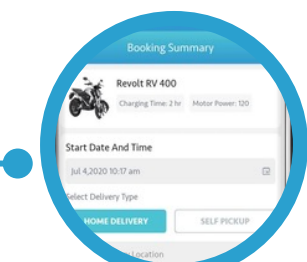 Booking Summary
Revolt RV 400
Charging Time: 2 hr Motor Power: 120
Start Date And Time
Jul 4,2020 10:17 am
Select Delivery Type
HOME DELIVERY SELF PICKUP
Location